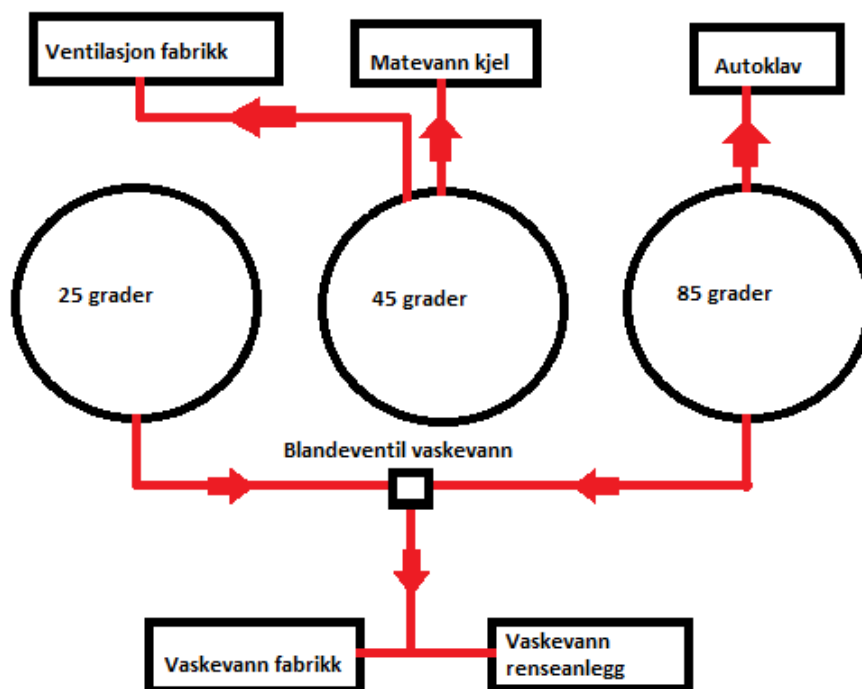 Ventilasjon fabrikk
Matevann kjel
Autoklav
25 grader
45 grader
85 grader
Blandeventil vaskevann
Vaskevann fabrikk
Vaskevann
renseanlegg